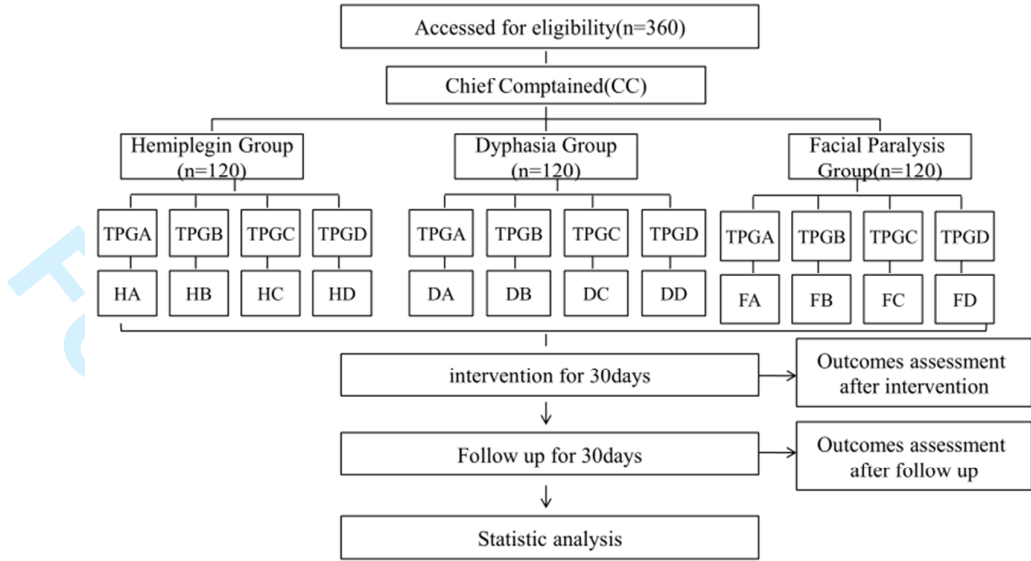 Accessed for eligibility(n=360)
Chief Comptained(CC)
Hemiplegin Group
(n=120)
Dyphasia Group
(n=120)
Facial Paralysis
Group(n=120)
TPGA TPGB TPGC TPGD TPGA TPGB TPGC TPGD TPGA TPGB TPGC TPGD
HA HB HC HD DA DB DC DD FA FB FC FD
intervention for 30days
Outcomes assessment
after intervention
Follow up for 30days
Outcomes assessment
after follow up
Statistic analysis